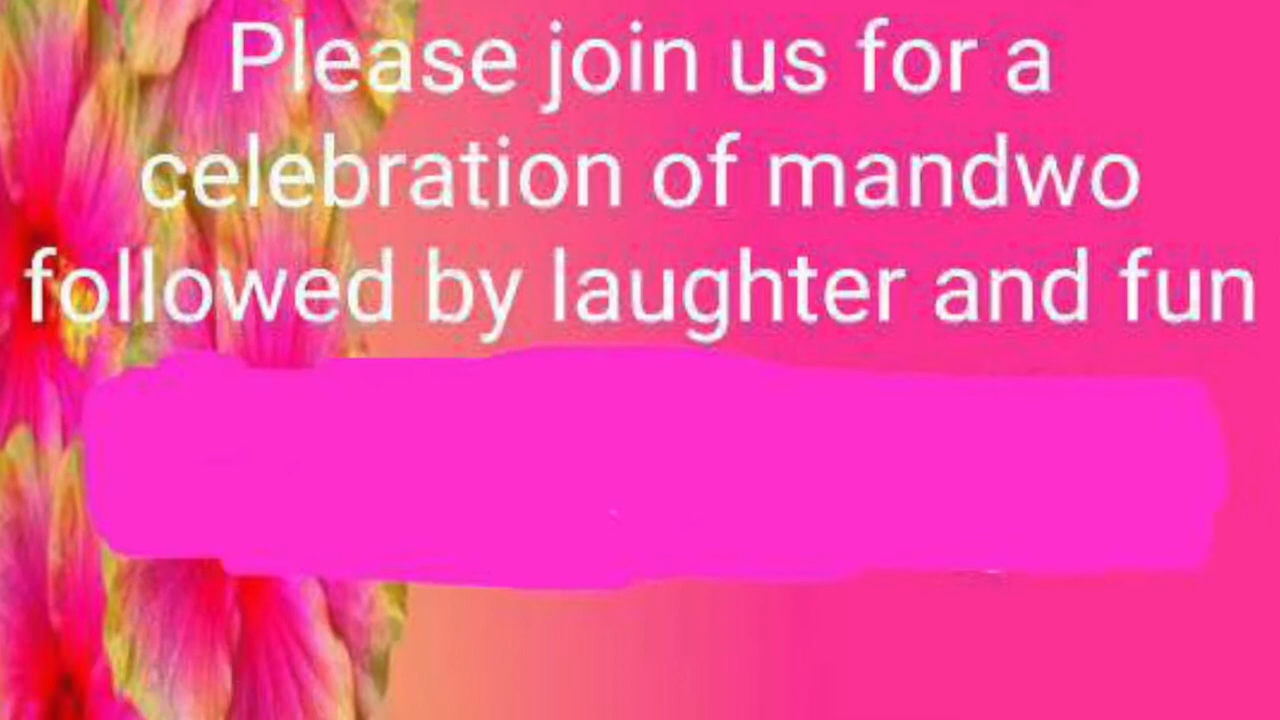 Please join us for a
celebration of mandwo
followed by laughter and fun